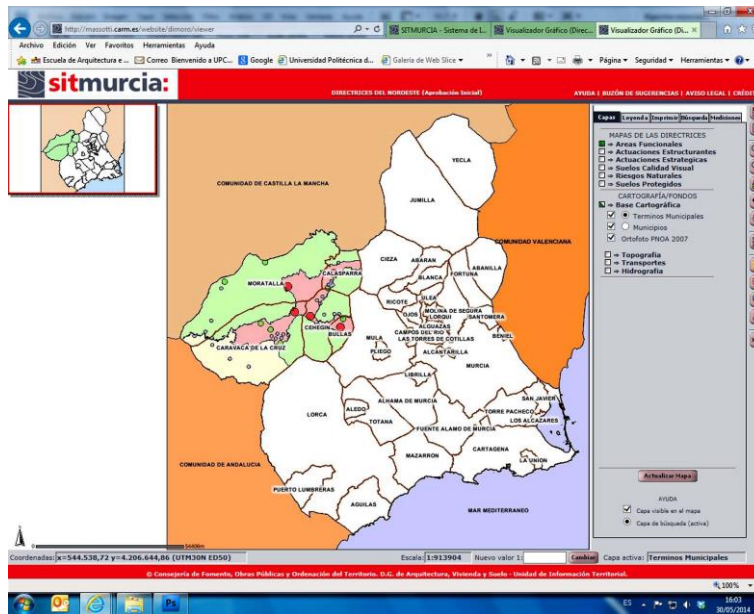 http://massotti.carm.es/website/dimoro/viewer
SITMURCIA - Sistema de I...
Visualizador Gráfico (Direc...
Visualizador Gráfico (Di...
Archivo Edición Ver Favoritos Herramientas Ayuda
Escuela de Arquitectura e ...
Correo Bienvenido a UPC...
Google
Universidad Politécnica d...
Galería de Web Slice
Página Seguridad Herramientas
sitmurcia:
DIRECTRICES DEL NOROESTE (Aprobación Inicial)
AYUDA | BUZÓN DE SUGERENCIAS | AVISO LEGAL | CRÉDIT
Capas Leyenda Imprimir Búsqueda Mediciones
MAPAS DE LAS DIRECTRICES
Areas Funcionales
Actuaciones Estructurantes
Actuaciones Estrategicas
Suelos Calidad Visual
Riesgos Naturales
Suelos Protegidos
CARTOGRAFÍA/FONDOS
Base Cartográfica
Terminos Municipales
Municipios
Ortofoto PNOA 2007
Topografia
Transportes
Hidrografia
Actualizar Mapa
AYUDA
Capa visible en el mapa
Capa de búsqueda (activa)
COMUNIDAD DE CASTILLA LA MANCHA
YECLA
JUMILLA
COMUNIDAD VALENCIANA
CIEZA
ABARAN
ABANILLA
FORTUNA
BLANCA
CALASPARRA
MORATALLA
RICOTE
ULEA
OJOS
MOLINA DE SEGURA
LORQUI
SANTOMERA
ALGUAZAS
CAMPOS DEL RIO
LAS TORRES DE COTILLAS
BENIEL
CEHEGIN
BULLAS
MULA
PLIEGO
ALCANTARILLA
CARAVACA DE LA CRUZ
MURCIA
LIBRILLA
SAN JAVIER
ALHAMA DE MURCIA
LORCA
ALEDO
TOTANA
TORRE PACHECO
LOS ALCAZARES
FUENTE ALAMO DE MURCIA
CARTAGENA
COMUNIDAD DE ANDALUCIA
MAZARRON
LA UNION
PUERTO LUMBRERAS
AGUILAS
MAR MEDITERRANEO
Coordenadas: x=544.538,72 y=4.206.644,86 (UTM30N ED50)
Escala: 1:913904
Nuevo valor 1:
Cambiar
Capa activa: Terminos Municipales
© Consejería de Fomento, Obras Públicas y Ordenación del Territorio. D.G. de Arquitectura, Vivienda y Suelo - Unidad de Información Territorial.
100%
ES
16:03
30/05/2014